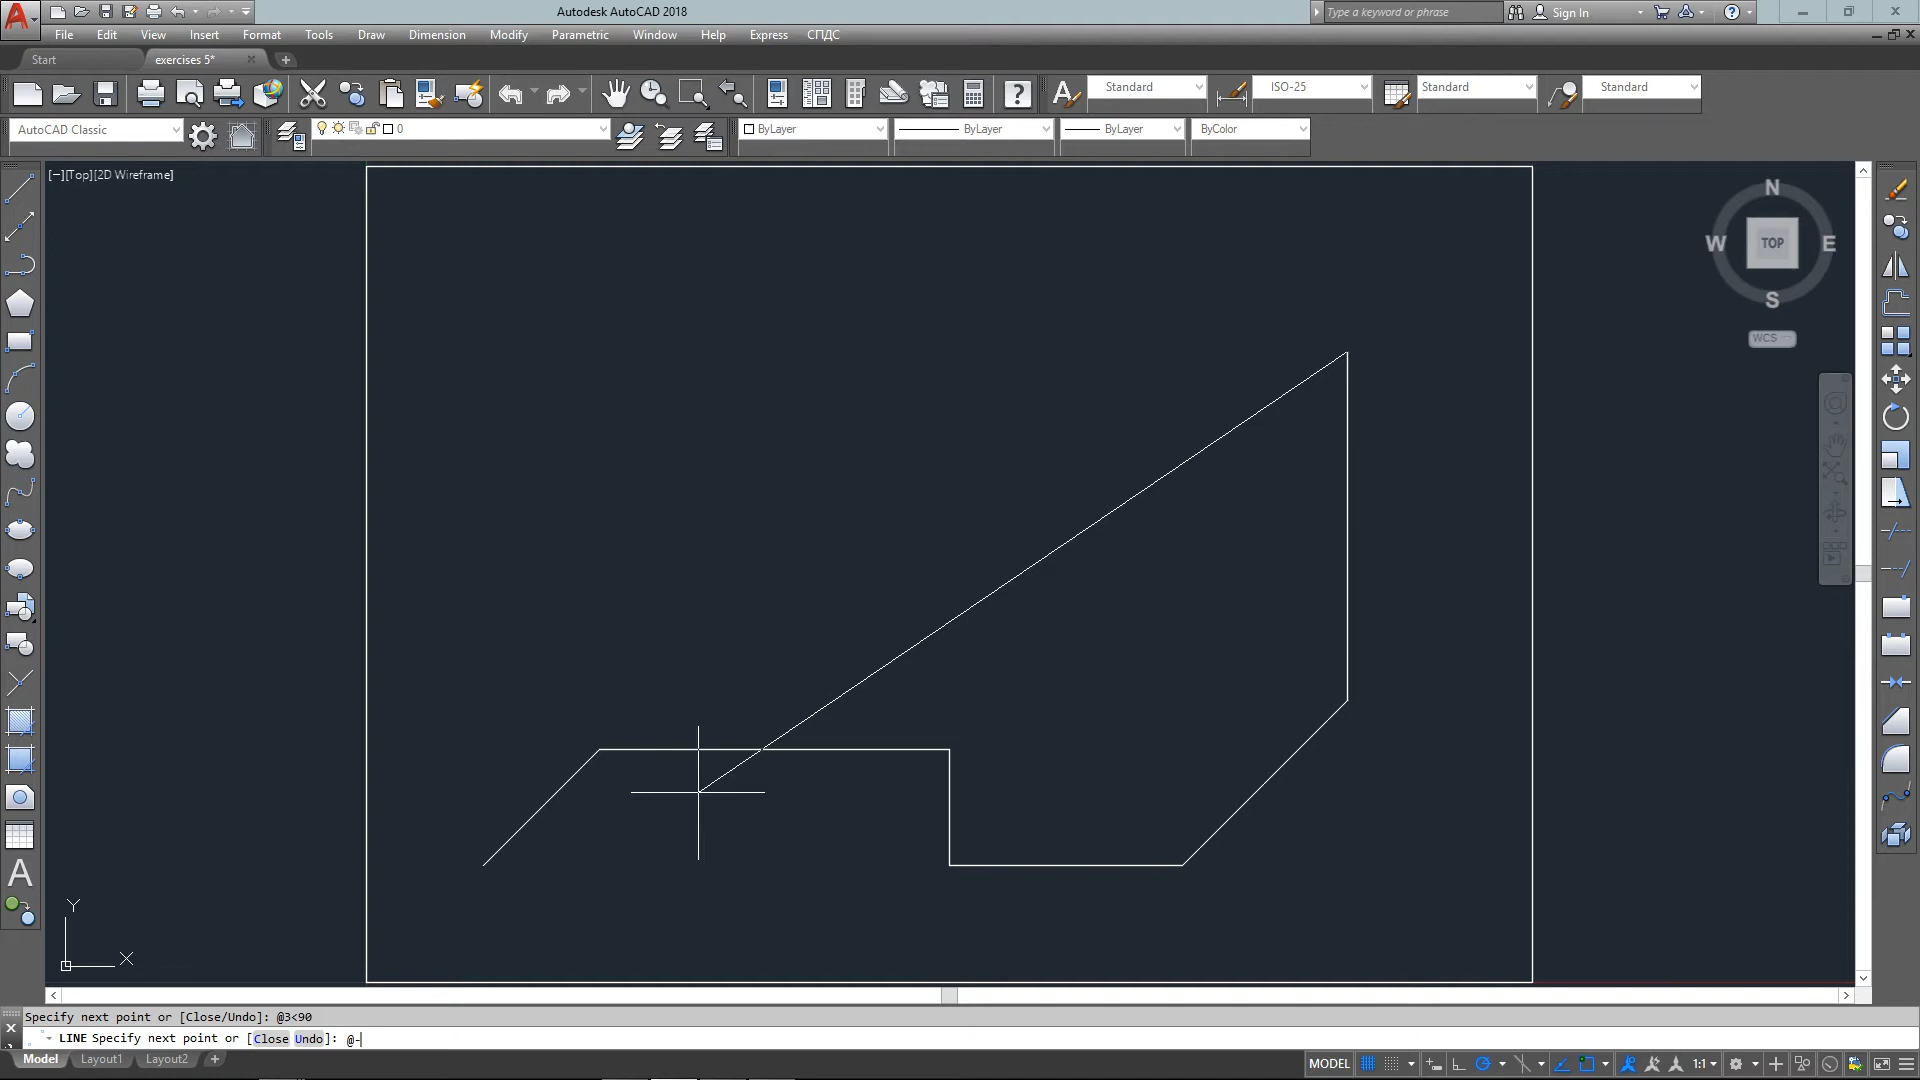 Autodesk AutoCAD 2018
Type a keyword or phrase
Sign In
File Edit View Insert Format Tools Draw Dimension Modify Parametric Window Help Express СПДС
Start
exercises 5*
Standard
ISO-25
Standard
Standard
AutoCAD Classic
0
ByLayer
ByLayer
ByLayer
ByColor
[−][Top][2D Wireframe]
N
W
TOP
E
S
WCS
Y
X
Specify next point or [Close/Undo]: @3<90
LINE Specify next point or [Close Undo]: @-
Model
Layout1
Layout2
MODEL
1:1